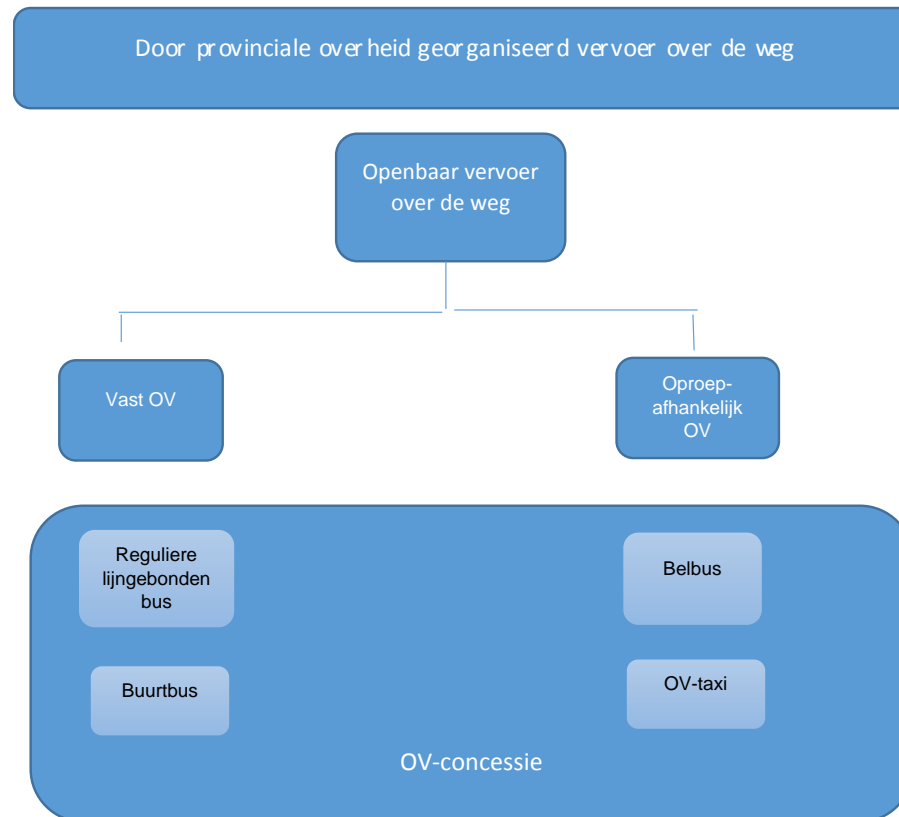 Door provinciale overheid georganiseerd vervoer over de weg
Openbaar vervoer
over de weg
Vast OV
Oproep-
afhankelijk
OV
Reguliere
lijngebonden
bus
Belbus
Buurtbus
OV-taxi
OV-concessie